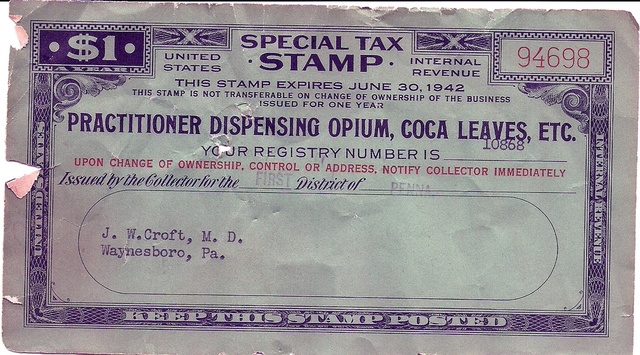 $1
A YEAR
UNITED STATES
SPECIAL TAX
STAMP
INTERNAL REVENUE
94698
THIS STAMP EXPIRES JUNE 30, 1942
THIS STAMP IS NOT TRANSFERABLE ON CHANGE OF OWNERSHIP OF THE BUSINESS
ISSUED FOR ONE YEAR
PRACTITIONER DISPENSING OPIUM, COCA LEAVES, ETC.
YOUR REGISTRY NUMBER IS 10868
UPON CHANGE OF OWNERSHIP, CONTROL OR ADDRESS, NOTIFY COLLECTOR IMMEDIATELY
Issued by the Collector for the FIRST District of PENNA
J. W.Croft, M. D.
Waynesboro, Pa.
UNITED STATES
INTERNAL REVENUE
KEEP THIS STAMP POSTED